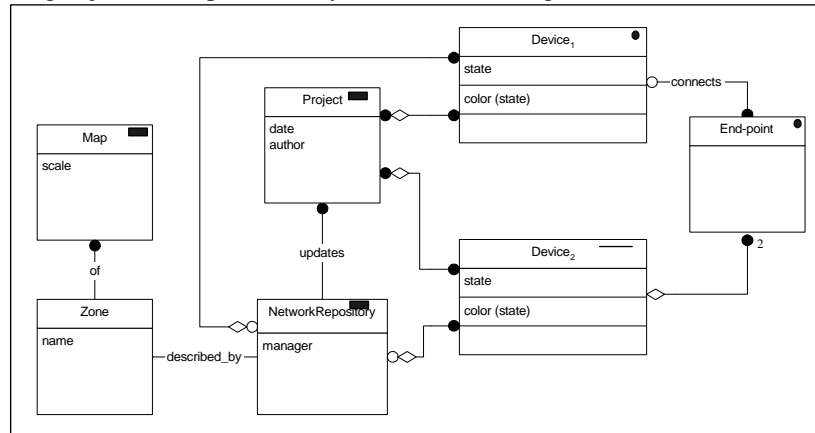 Device1
state
color (state)
connects
Project
date
author
End-point
Map
scale
updates
2
of
Device2
state
color (state)
Zone
name
NetworkRepository
manager
described_by